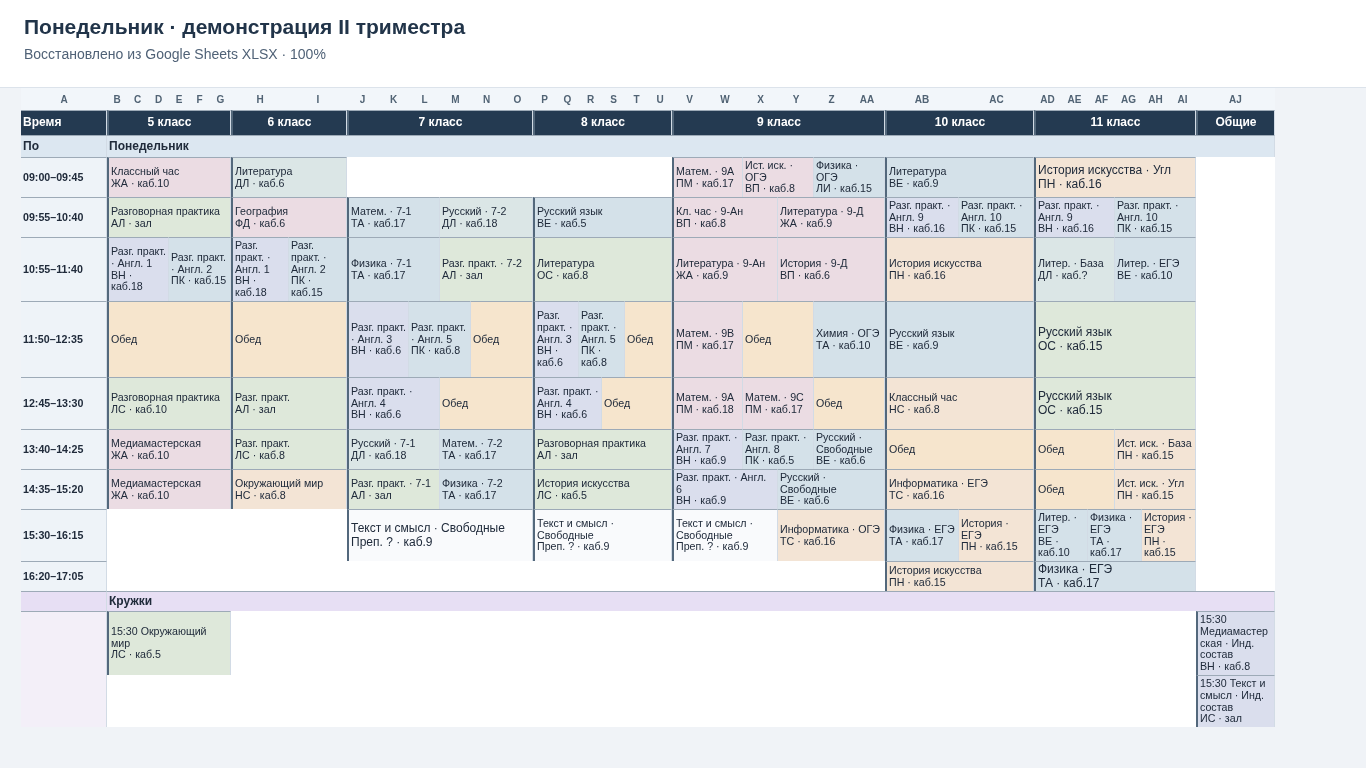 Понедельник · демонстрация II триместра
Восстановлено из Google Sheets XLSX · 100%
A B C D E F G H I J K L M N O P Q R S T U V W X Y Z AA AB AC AD AE AF AG AH AI AJ
Время 5 класс 6 класс 7 класс 8 класс 9 класс 10 класс 11 класс Общие
По Понедельник
09:00–09:45
Классный час
ЖА · каб.10
Литература
ДЛ · каб.6
Матем. · 9А
ПМ · каб.17
Ист. иск. ·
ОГЭ
ВП · каб.8
Физика ·
ОГЭ
ЛИ · каб.15
Литература
ВЕ · каб.9
История искусства · Угл
ПН · каб.16
09:55–10:40
Разговорная практика
АЛ · зал
География
ФД · каб.6
Матем. · 7-1
ТА · каб.17
Русский · 7-2
ДЛ · каб.18
Русский язык
ВЕ · каб.5
Кл. час · 9-Ан
ВП · каб.8
Литература · 9-Д
ЖА · каб.9
Разг. практ. ·
Англ. 9
ВН · каб.16
Разг. практ. ·
Англ. 10
ПК · каб.15
Разг. практ. ·
Англ. 9
ВН · каб.16
Разг. практ. ·
Англ. 10
ПК · каб.15
10:55–11:40
Разг. практ.
· Англ. 1
ВН ·
каб.18
Разг. практ.
· Англ. 2
ПК · каб.15
Разг.
практ. ·
Англ. 1
ВН ·
каб.18
Разг.
практ. ·
Англ. 2
ПК ·
каб.15
Физика · 7-1
ТА · каб.17
Разг. практ. · 7-2
АЛ · зал
Литература
ОС · каб.8
Литература · 9-Ан
ЖА · каб.9
История · 9-Д
ВП · каб.6
История искусства
ПН · каб.16
Литер. · База
ДЛ · каб.?
Литер. · ЕГЭ
ВЕ · каб.10
11:50–12:35
Обед
Обед
Разг. практ.
· Англ. 3
ВН · каб.6
Разг. практ.
· Англ. 5
ПК · каб.8
Обед
Разг.
практ. ·
Англ. 3
ВН ·
каб.6
Разг.
практ. ·
Англ. 5
ПК ·
каб.8
Обед
Матем. · 9В
ПМ · каб.17
Обед
Химия · ОГЭ
ТА · каб.10
Русский язык
ВЕ · каб.9
Русский язык
ОС · каб.15
12:45–13:30
Разговорная практика
ЛС · каб.10
Разг. практ.
АЛ · зал
Разг. практ. ·
Англ. 4
ВН · каб.6
Обед
Разг. практ. ·
Англ. 4
ВН · каб.6
Обед
Матем. · 9А
ПМ · каб.18
Матем. · 9С
ПМ · каб.17
Обед
Классный час
НС · каб.8
Русский язык
ОС · каб.15
13:40–14:25
Медиамастерская
ЖА · каб.10
Разг. практ.
ЛС · каб.8
Русский · 7-1
ДЛ · каб.18
Матем. · 7-2
ТА · каб.17
Разговорная практика
АЛ · зал
Разг. практ. ·
Англ. 7
ВН · каб.9
Разг. практ. ·
Англ. 8
ПК · каб.5
Русский ·
Свободные
ВЕ · каб.6
Обед
Обед
Ист. иск. · База
ПН · каб.15
14:35–15:20
Медиамастерская
ЖА · каб.10
Окружающий мир
НС · каб.8
Разг. практ. · 7-1
АЛ · зал
Физика · 7-2
ТА · каб.17
История искусства
ЛС · каб.5
Разг. практ. · Англ.
6
ВН · каб.9
Русский ·
Свободные
ВЕ · каб.6
Информатика · ЕГЭ
ТС · каб.16
Обед
Ист. иск. · Угл
ПН · каб.15
15:30–16:15
Текст и смысл · Свободные
Преп. ? · каб.9
Текст и смысл ·
Свободные
Преп. ? · каб.9
Текст и смысл ·
Свободные
Преп. ? · каб.9
Информатика · ОГЭ
ТС · каб.16
Физика · ЕГЭ
ТА · каб.17
История ·
ЕГЭ
ПН · каб.15
Литер. ·
ЕГЭ
ВЕ ·
каб.10
Физика ·
ЕГЭ
ТА ·
каб.17
История ·
ЕГЭ
ПН ·
каб.15
16:20–17:05
История искусства
ПН · каб.15
Физика · ЕГЭ
ТА · каб.17
Кружки
15:30 Окружающий
мир
ЛС · каб.5
15:30
Медиамастер
ская · Инд.
состав
ВН · каб.8
15:30 Текст и
смысл · Инд.
состав
ИС · зал